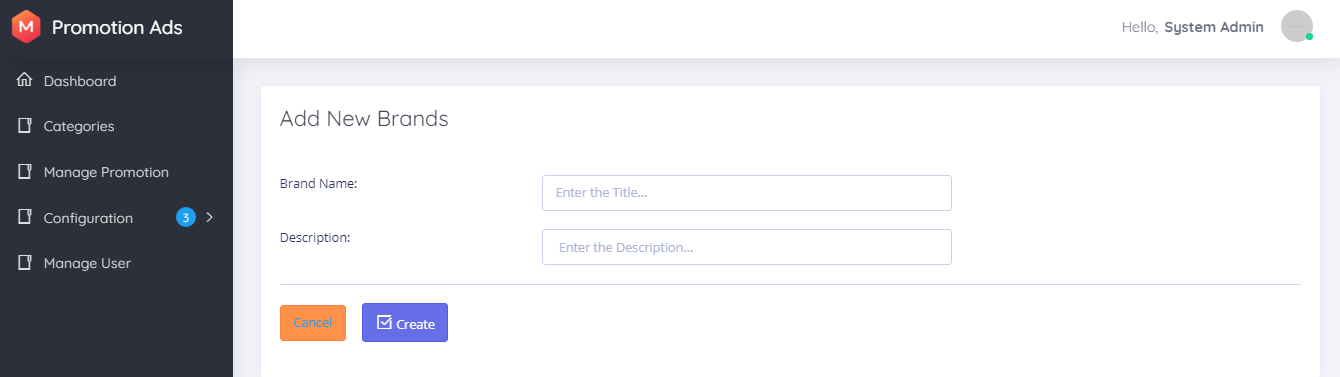 M Promotion Ads
Hello, System Admin
Dashboard
Categories
Manage Promotion
Configuration 3
Manage User
Add New Brands
Brand Name:
Enter the Title...
Description:
Enter the Description...
Cancel
Create